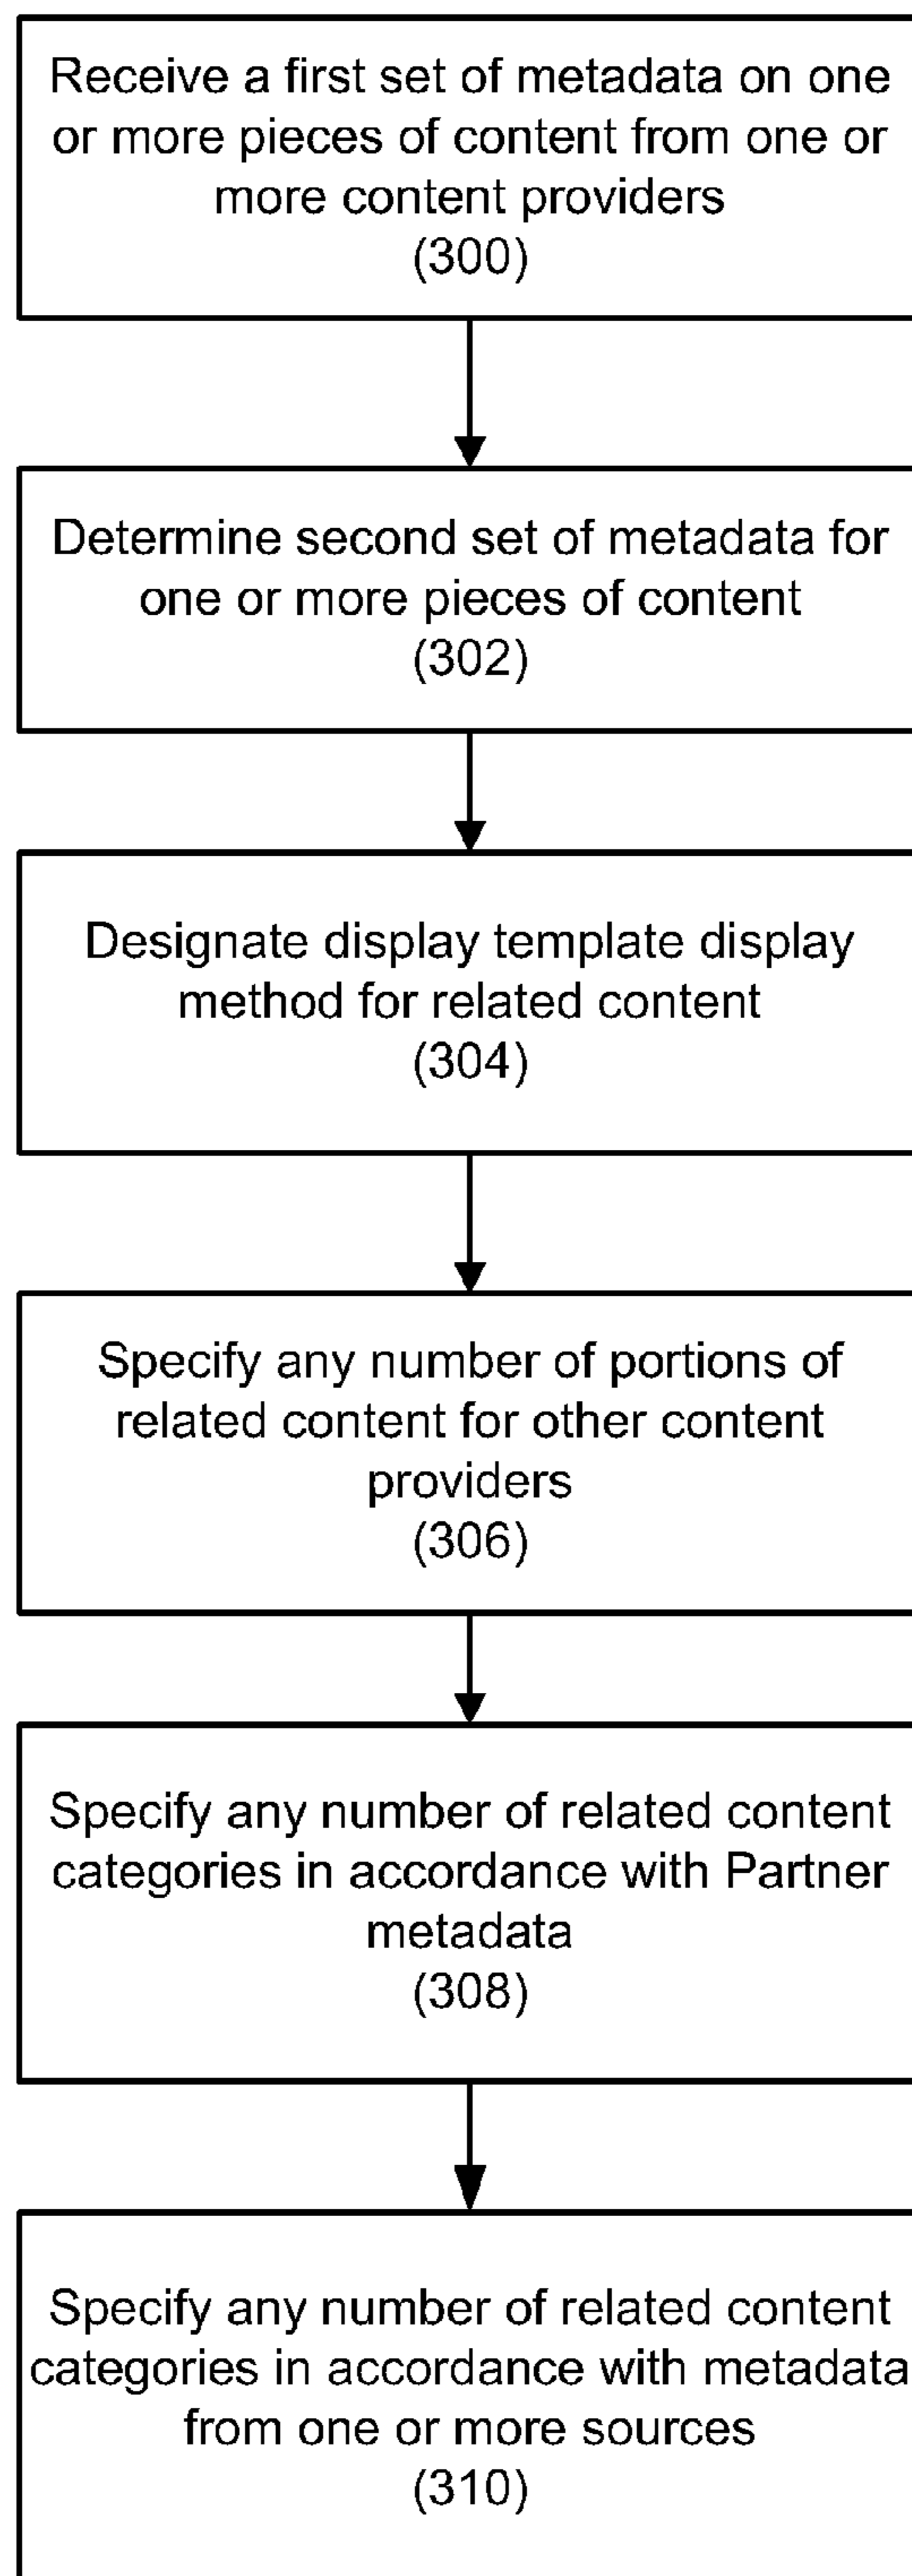 Receive a first set of metadata on one
or more pieces of content from one or
more content providers
(300)
Determine second set of metadata for
one or more pieces of content
(302)
Designate display template display
method for related content
(304)
Specify any number of portions of
related content for other content
providers
(306)
Specify any number of related content
categories in accordance with Partner
metadata
(308)
Specify any number of related content
categories in accordance with metadata
from one or more sources
(310)